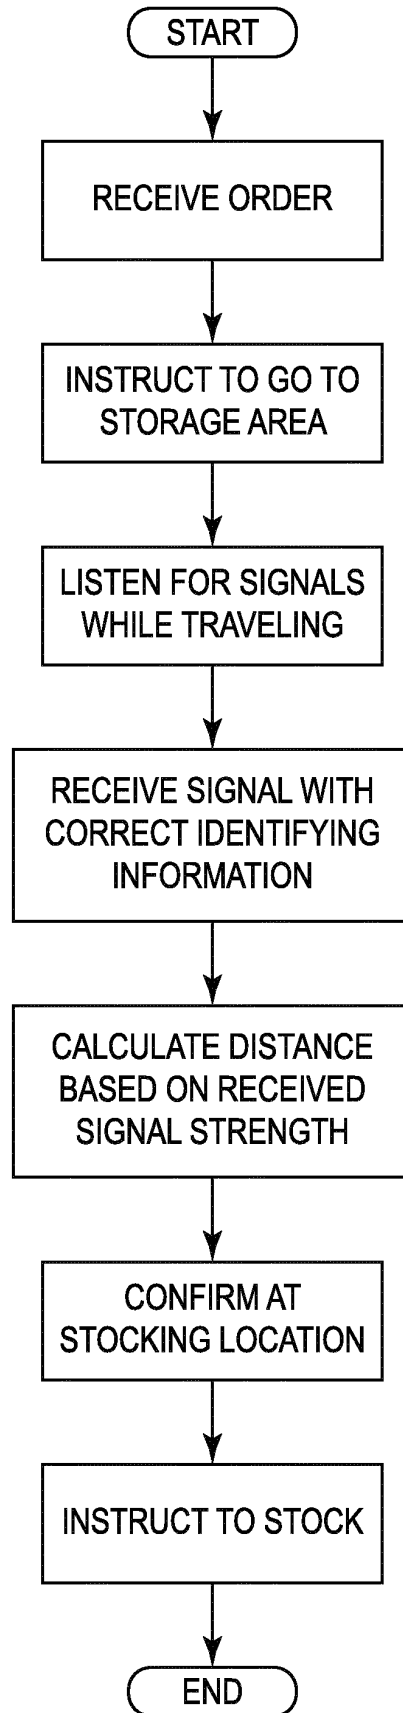 START
RECEIVE ORDER
INSTRUCT TO GO TO
STORAGE AREA
LISTEN FOR SIGNALS
WHILE TRAVELING
RECEIVE SIGNAL WITH
CORRECT IDENTIFYING
INFORMATION
CALCULATE DISTANCE
BASED ON RECEIVED
SIGNAL STRENGTH
CONFIRM AT
STOCKING LOCATION
INSTRUCT TO STOCK
END